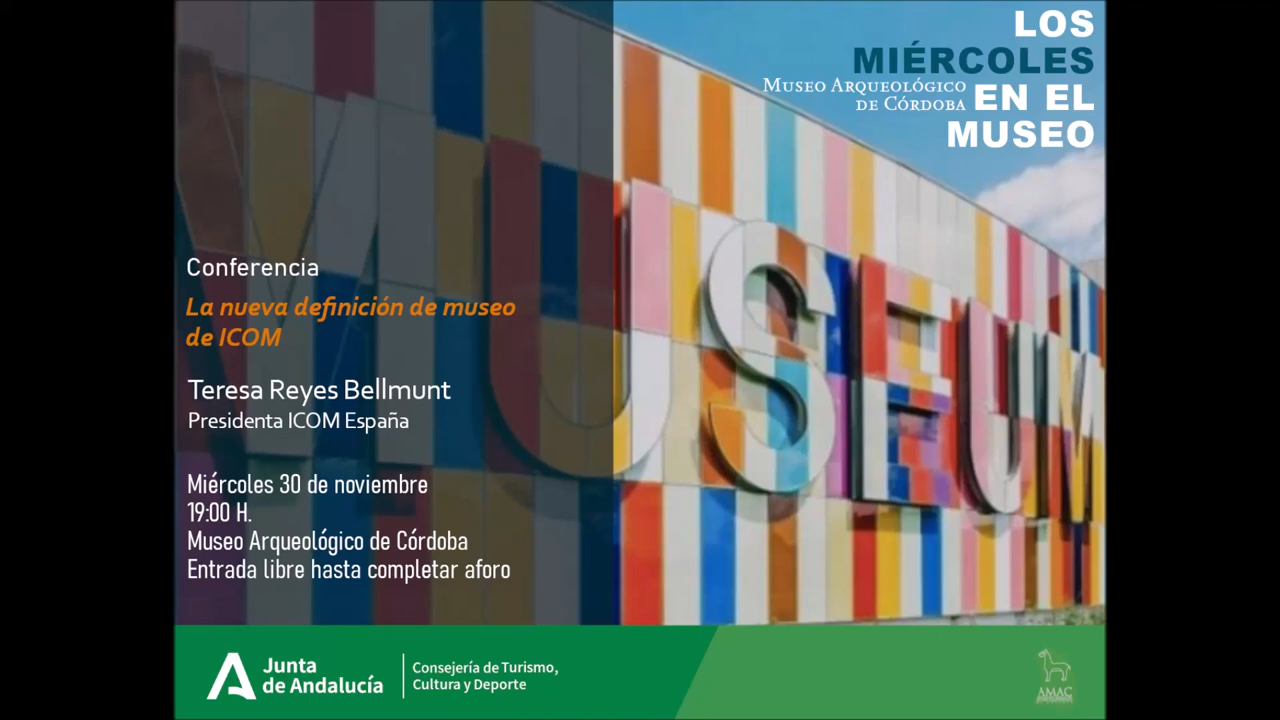 LOS
MIÉRCOLES
EN EL
MUSEO
Museo Arqueológico
de Córdoba
MUSEUM
Conferencia
La nueva definición de museo
de ICOM
Teresa Reyes Bellmunt
Presidenta ICOM España
Miércoles 30 de noviembre
19:00 H.
Museo Arqueológico de Córdoba
Entrada libre hasta completar aforo
Junta
de Andalucía
Consejería de Turismo,
Cultura y Deporte
AMAC